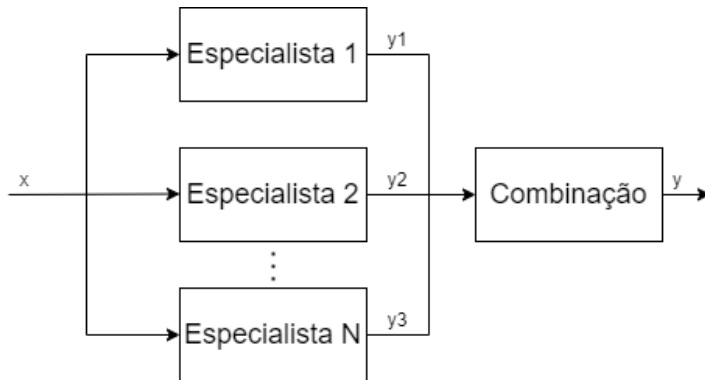 Especialista 1
y1
x
Especialista 2
y2
Combinação
y
Especialista N
y3